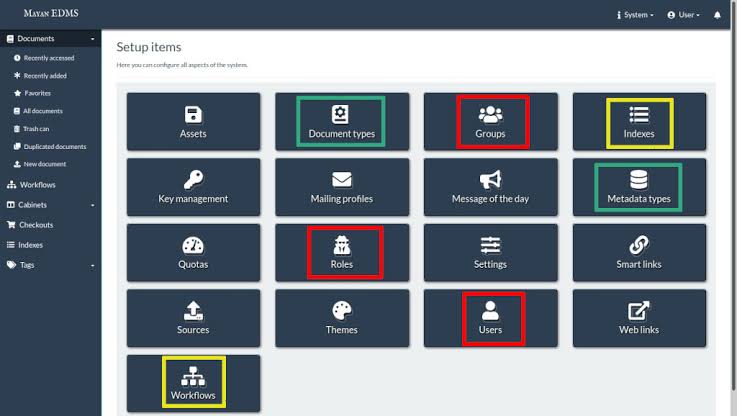 Mayan EDMS
System
User
Documents
Recently accessed
Recently added
Favorites
All documents
Trash can
Duplicated documents
New document
Workflows
Cabinets
Checkouts
Indexes
Tags
Setup items
Here you can configure all aspects of the system.
Assets
Document types
Groups
Indexes
Key management
Mailing profiles
Message of the day
Metadata types
Quotas
Roles
Settings
Smart links
Sources
Themes
Users
Web links
Workflows